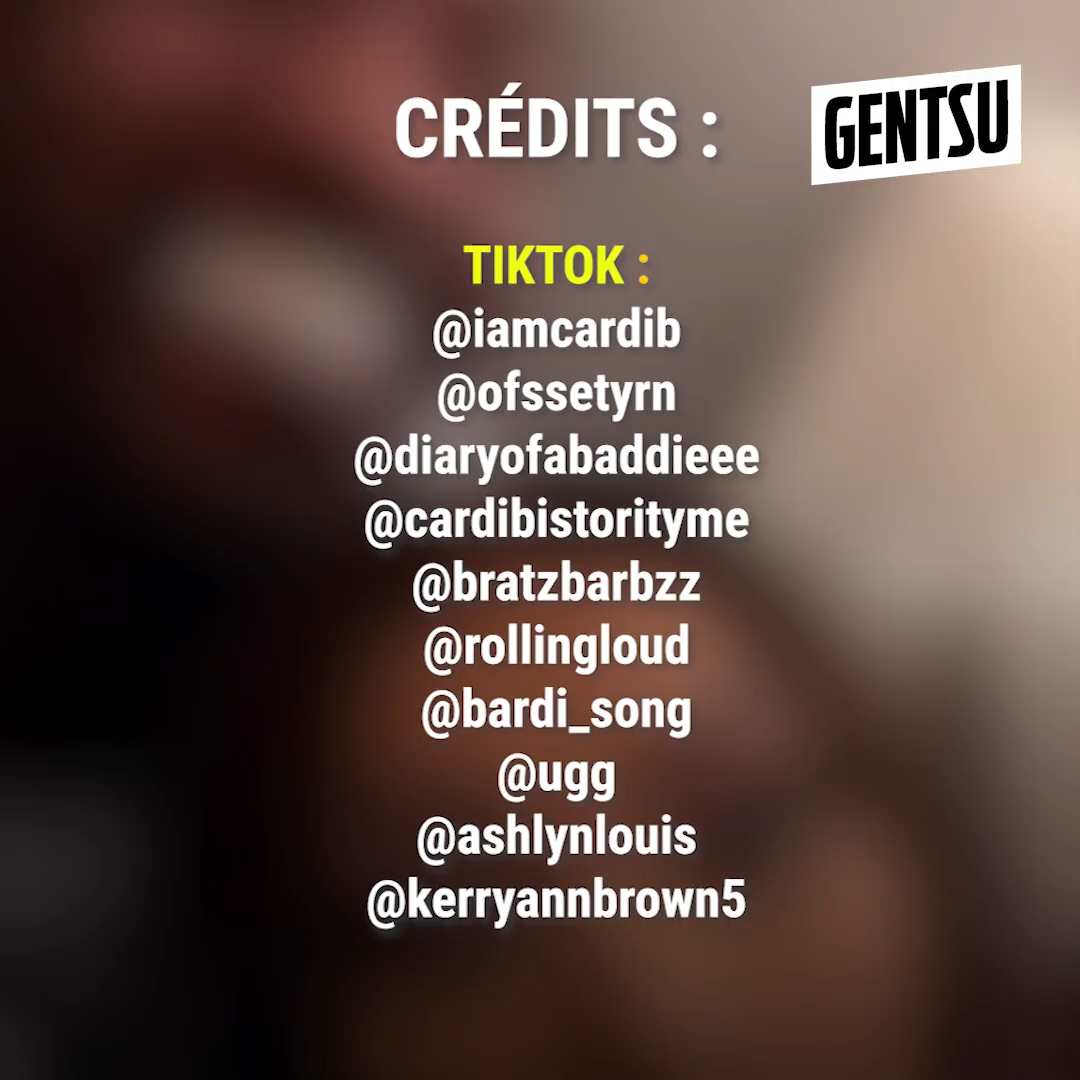 CRÉDITS :
GENTSU
TIKTOK :
@iamcardib
@ofssetyrn
@diaryofabaddieee
@cardibistorityme
@bratzbarbzz
@rollingloud
@bardi_song
@ugg
@ashlynlouis
@kerryannbrown5